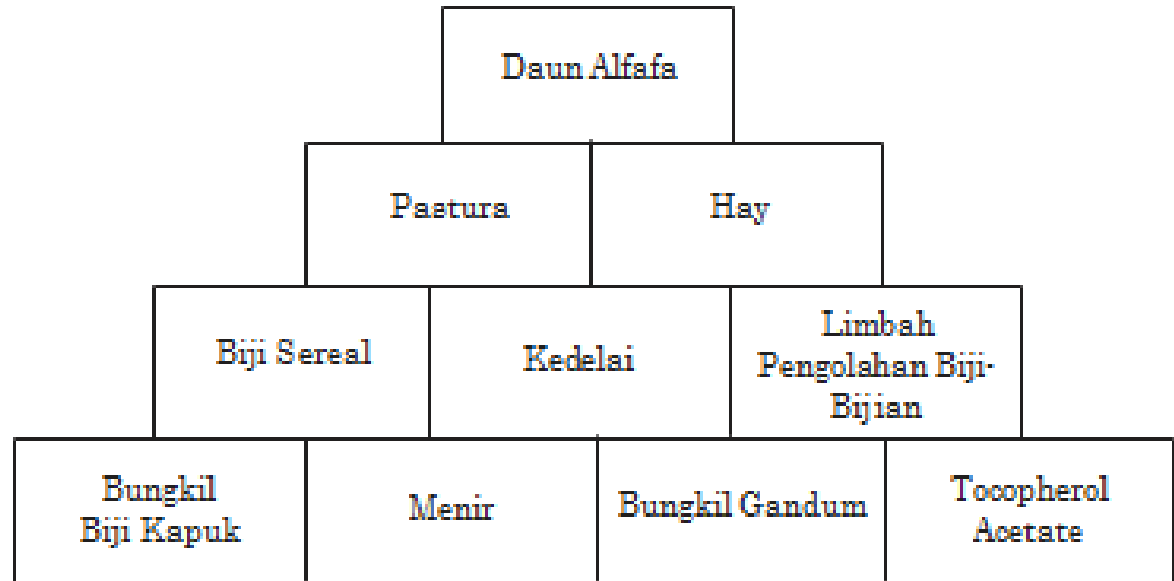 Daun Alfafa
Pastura
Hay
Biji Sereal
Kedelai
Limbah
Pengolahan Biji-
Bijian
Bungkil
Biji Kapuk
Menir
Bungkil Gandum
Tocopherol
Acetate